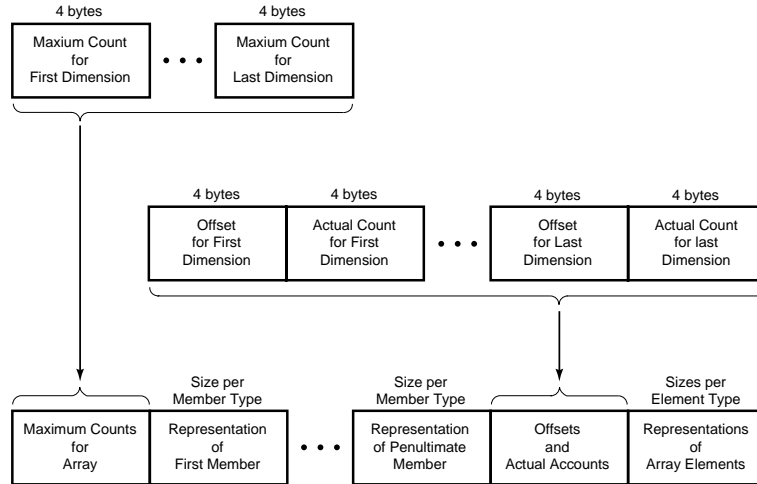 4 bytes
4 bytes
Maxium Count
for
First Dimension
• • •
Maxium Count
for
Last Dimension
4 bytes
4 bytes
4 bytes
4 bytes
Offset
for First
Dimension
Actual Count
for First
Dimension
• • •
Offset
for Last
Dimension
Actual Count
for last
Dimension
Size per
Member Type
Size per
Member Type
Sizes per
Element Type
Maximum Counts
for
Array
Representation
of
First Member
• • •
Representation
of Penultimate
Member
Offsets
and
Actual Accounts
Representations
of
Array Elements